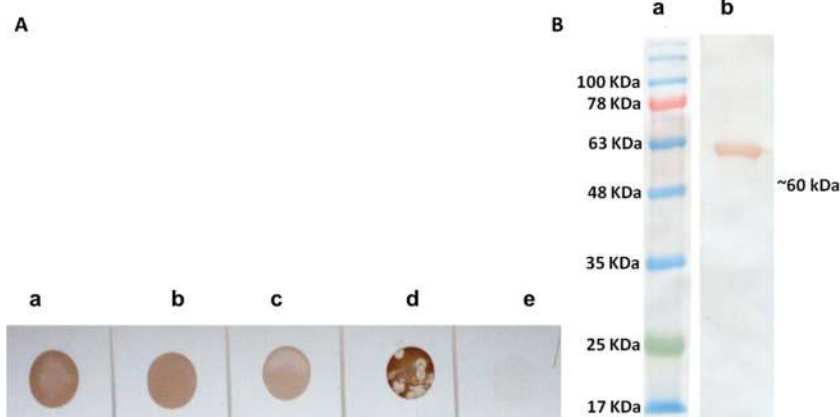 A
a b c d e
B
a b
100 KDa
78 KDa
63 KDa
48 KDa
~60 kDa
35 KDa
25 KDa
17 KDa